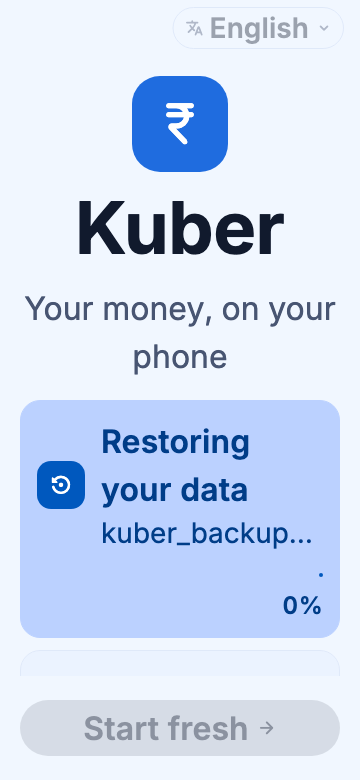 English
₹
Kuber
Your money, on your
phone
Restoring
your data
kuber_backup...
0%
Start fresh →